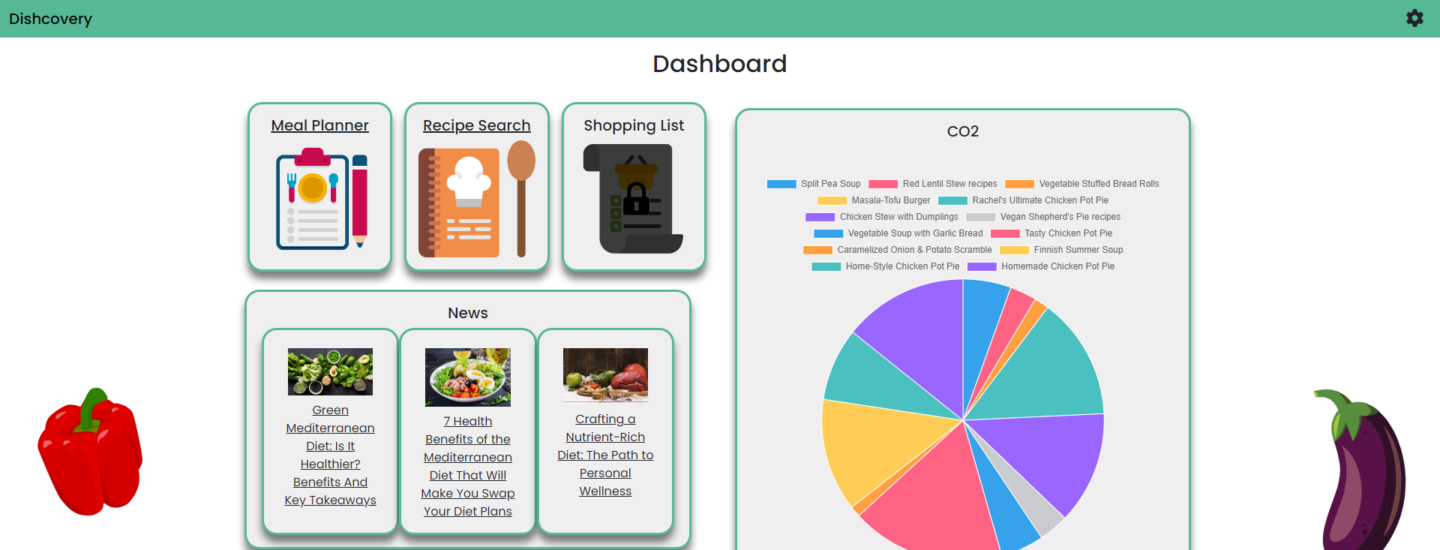 Dishcovery
Dashboard
Meal Planner
Recipe Search
Shopping List
News
Green
Mediterranean
Diet: Is It
Healthier?
Benefits And
Key Takeaways
7 Health
Benefits of the
Mediterranean
Diet That Will
Make You Swap
Your Diet Plans
Crafting a
Nutrient-Rich
Diet: The Path to
Personal
Wellness
CO2
Split Pea Soup Red Lentil Stew recipes Vegetable Stuffed Bread Rolls
Masala-Tofu Burger Rachel's Ultimate Chicken Pot Pie
Chicken Stew with Dumplings Vegan Shepherd's Pie recipes
Vegetable Soup with Garlic Bread Tasty Chicken Pot Pie
Caramelized Onion & Potato Scramble Finnish Summer Soup
Home-Style Chicken Pot Pie Homemade Chicken Pot Pie